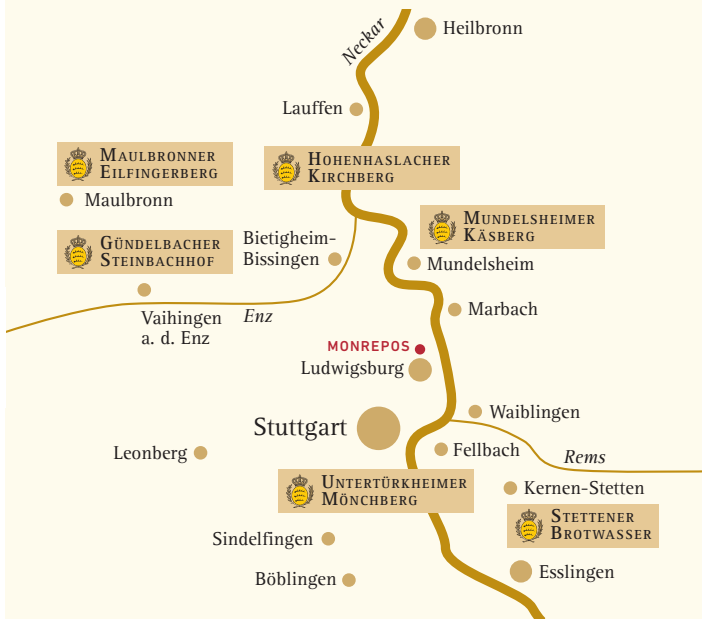 Neckar
Heilbronn
Lauffen
MAULBRONNER
EILFINGERBERG
HOHENHASLACHER
KIRCHBERG
Maulbronn
MUNDELSHEIMER
KÄSBERG
GÜNDELBACHER
STEINBACHHOF
Bietigheim-
Bissingen
Mundelsheim
Marbach
Vaihingen
a. d. Enz
Enz
MONREPOS
Ludwigsburg
Waiblingen
Stuttgart
Fellbach
Leonberg
Rems
UNTERTÜRKHEIMER
MÖNCHBERG
Kernen-Stetten
STETTENER
BROTWASSER
Sindelfingen
Esslingen
Böblingen